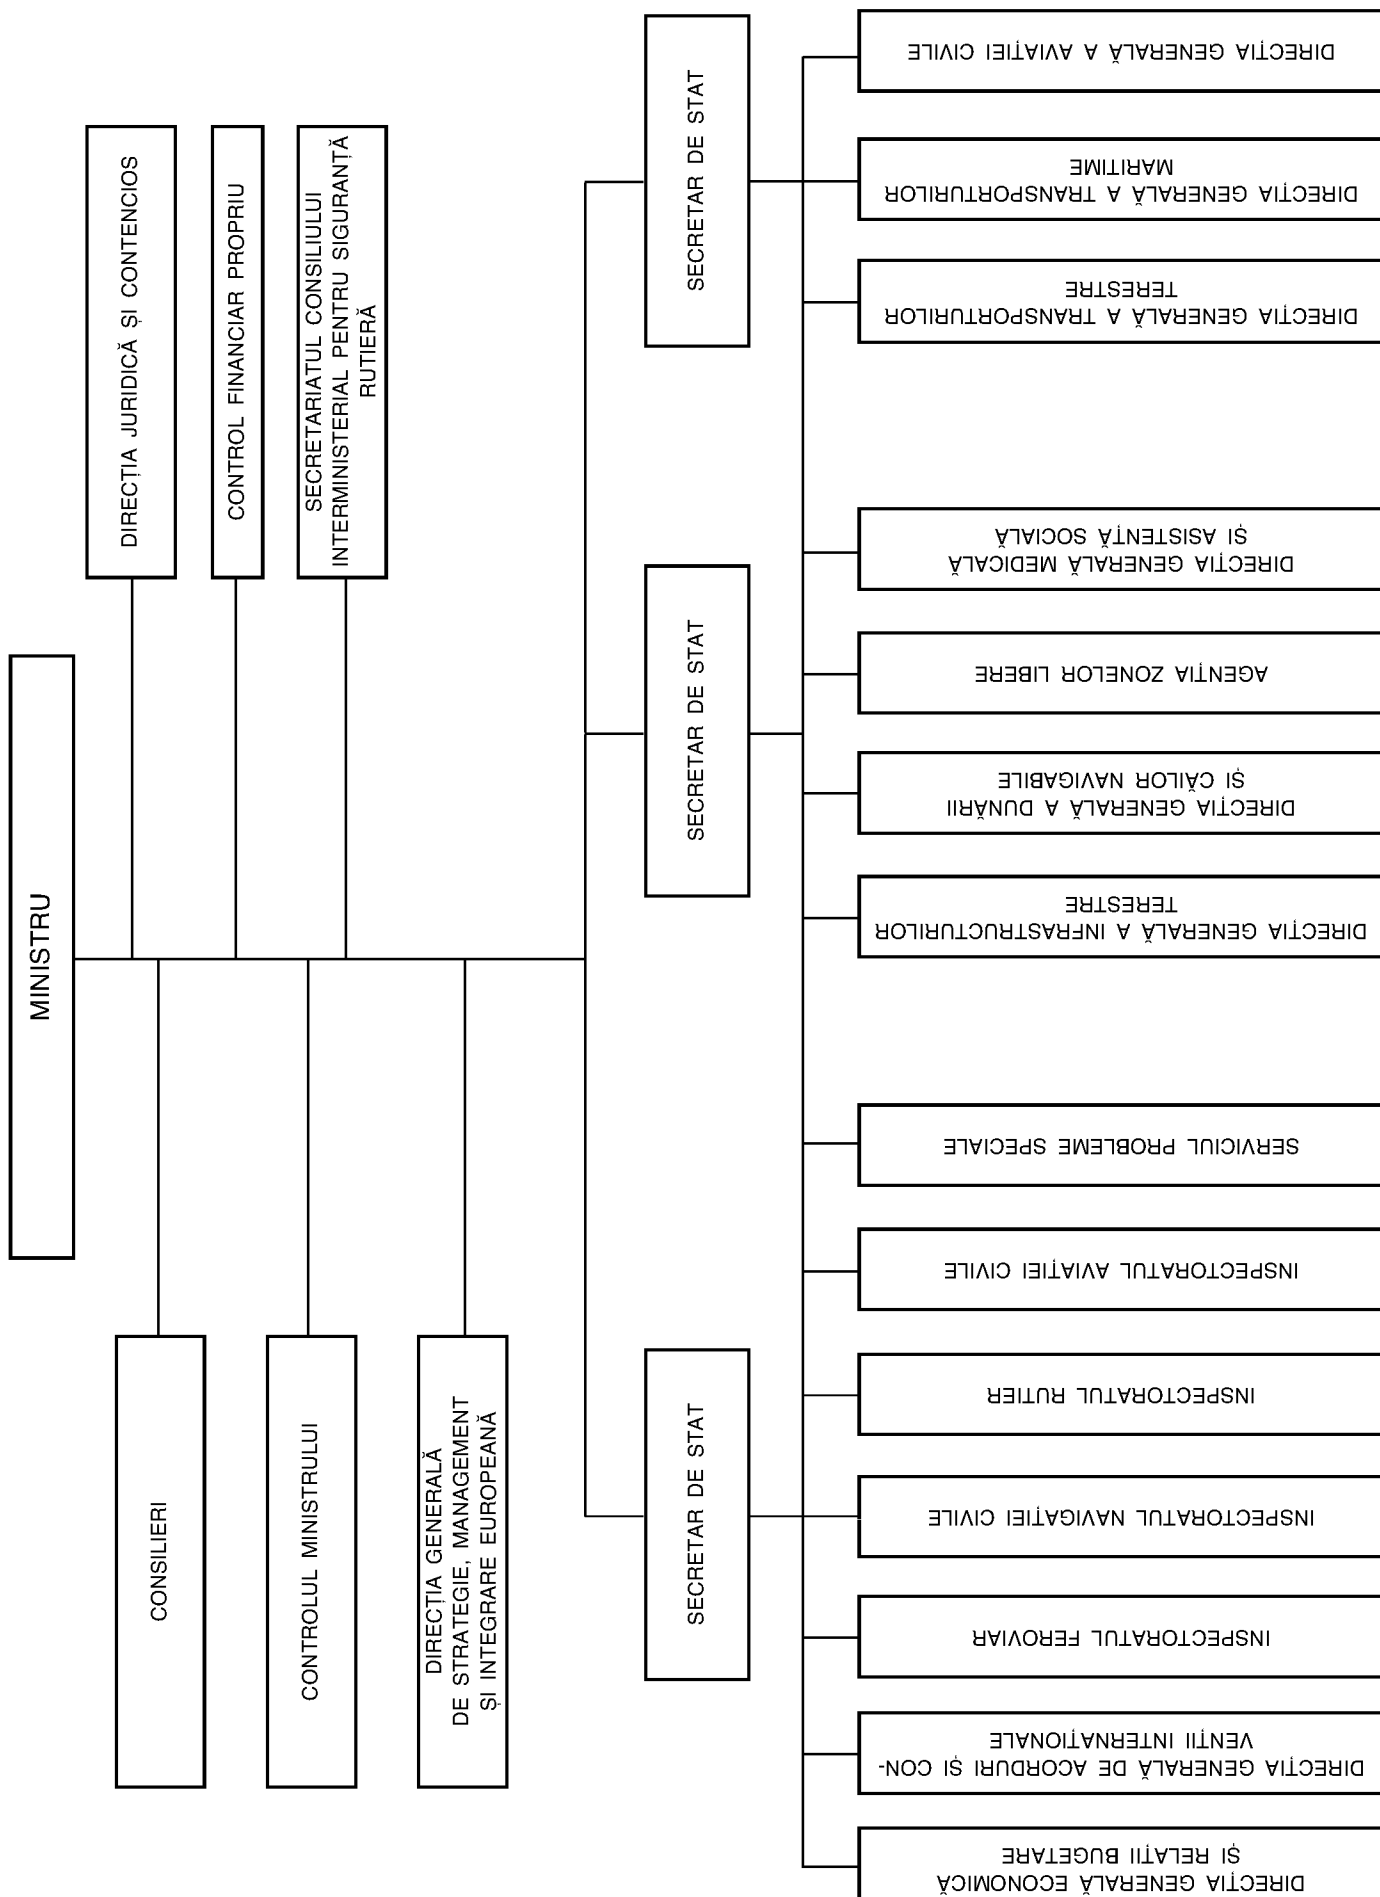 MINISTRU
CONSILIERI
CONTROLUL MINISTRULUI
DIRECȚIA GENERALĂ
DE STRATEGIE, MANAGEMENT
ȘI INTEGRARE EUROPEANĂ
DIRECȚIA JURIDICĂ ȘI CONTENCIOS
CONTROL FINANCIAR PROPRIU
SECRETARIATUL CONSILIULUI
INTERMINISTERIAL PENTRU SIGURANȚĂ
RUTIERĂ
SECRETAR DE STAT
SECRETAR DE STAT
SECRETAR DE STAT
DIRECȚIA GENERALĂ ECONOMICĂ
ȘI RELAȚII BUGETARE
DIRECȚIA GENERALĂ DE ACORDURI ȘI CON-
VENȚII INTERNAȚIONALE
INSPECTORATUL FEROVIAR
INSPECTORATUL NAVIGAȚIEI CIVILE
INSPECTORATUL RUTIER
INSPECTORATUL AVIAȚIEI CIVILE
SERVICIUL PROBLEME SPECIALE
DIRECȚIA GENERALĂ A INFRASTRUCTURILOR
TERESTRE
DIRECȚIA GENERALĂ A DUNĂRII
ȘI CĂILOR NAVIGABILE
AGENȚIA ZONELOR LIBERE
DIRECȚIA GENERALĂ MEDICALĂ
ȘI ASISTENȚĂ SOCIALĂ
DIRECȚIA GENERALĂ A TRANSPORTURILOR
TERESTRE
DIRECȚIA GENERALĂ A TRANSPORTURILOR
MARITIME
DIRECȚIA GENERALĂ A AVIAȚIEI CIVILE